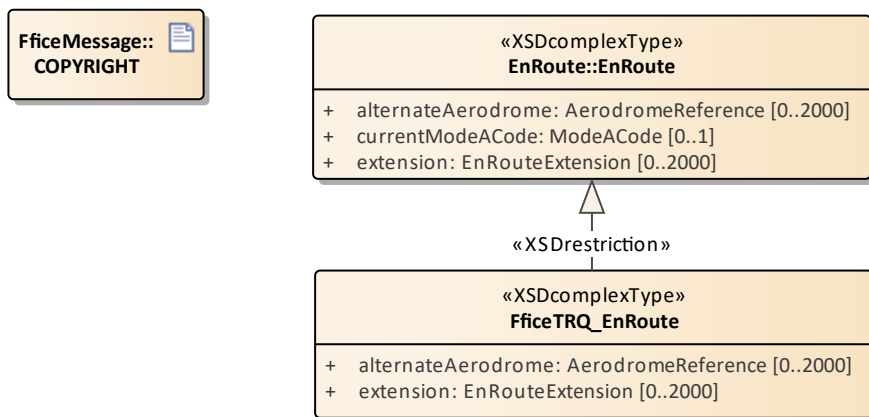 FficeMessage::
COPYRIGHT
«XSDcomplexType»
EnRoute::EnRoute
+ alternateAerodrome: AerodromeReference [0..2000]
+ currentModeACode: ModeACode [0..1]
+ extension: EnRouteExtension [0..2000]
«XSDrestriction»
«XSDcomplexType»
FficeTRQ_EnRoute
+ alternateAerodrome: AerodromeReference [0..2000]
+ extension: EnRouteExtension [0..2000]